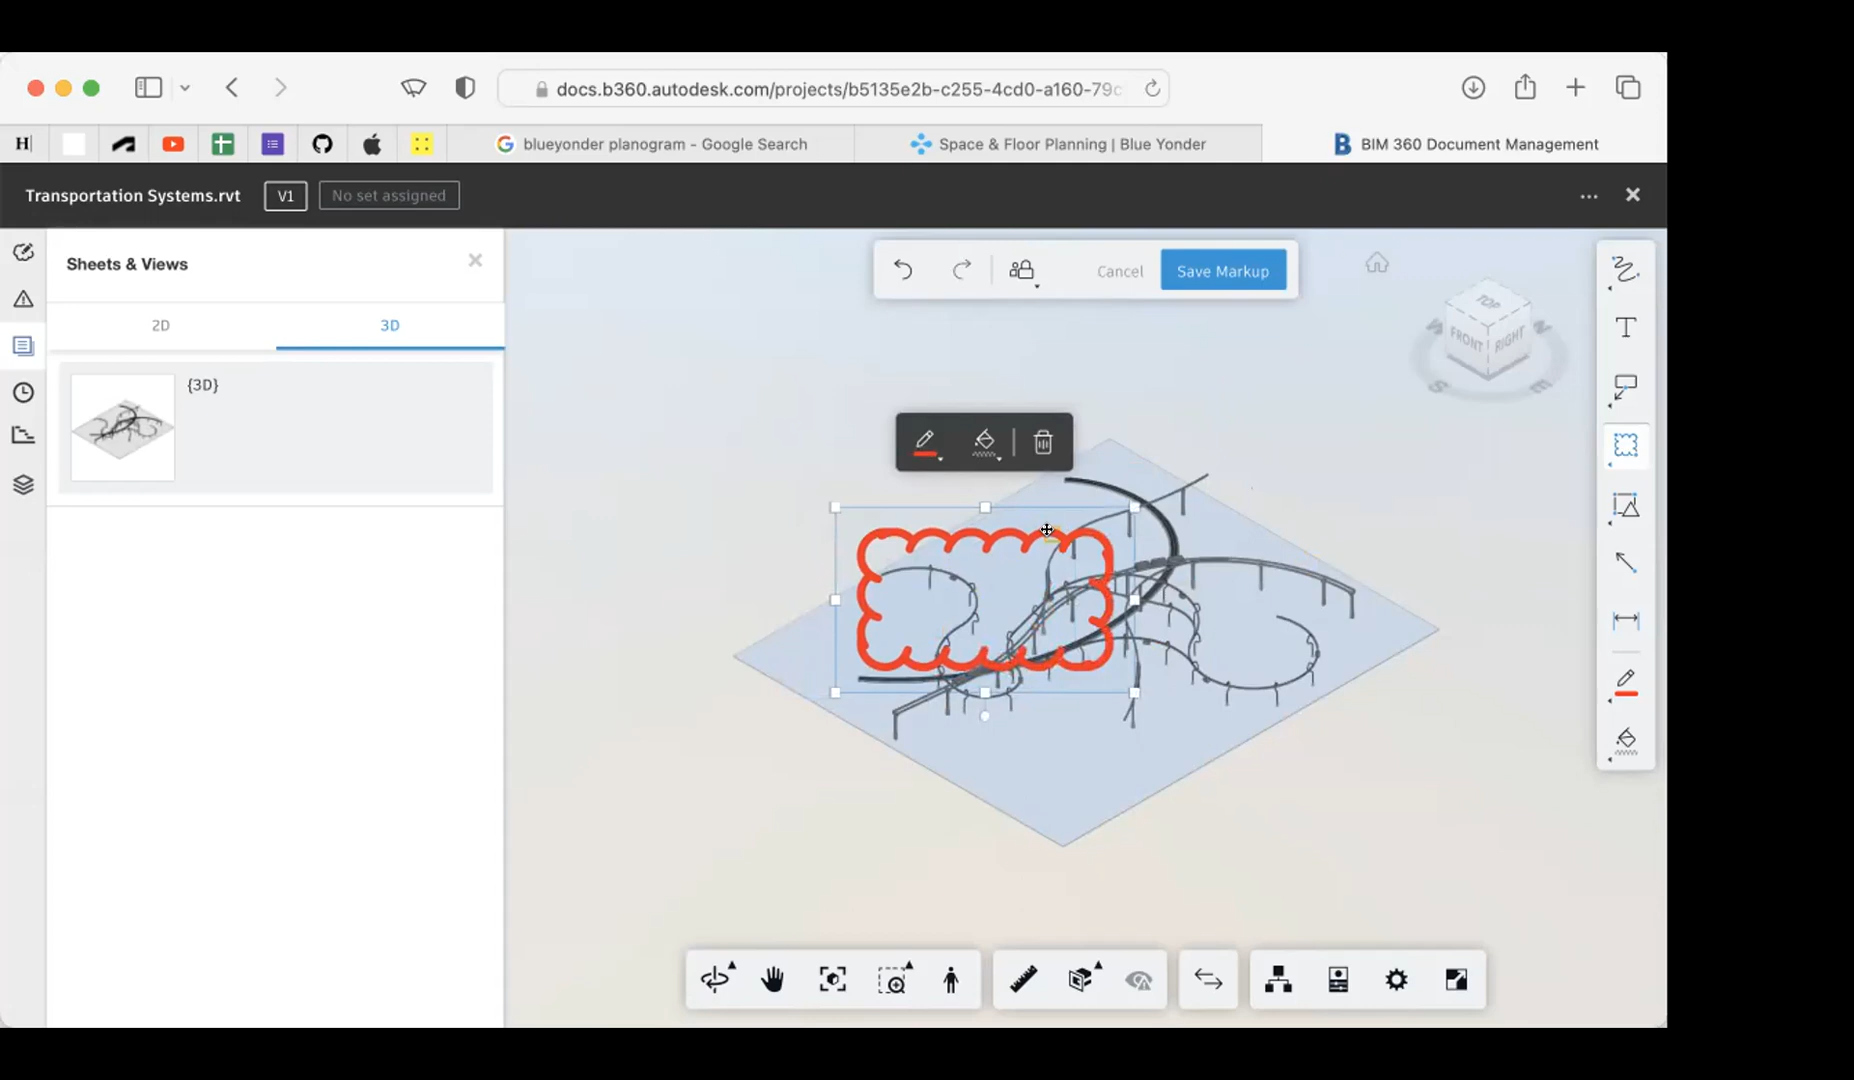 docs.b360.autodesk.com/projects/b5135e2b-c255-4cd0-a160-79c
H
blueyonder planogram - Google Search
Space & Floor Planning | Blue Yonder
B BIM 360 Document Management
Transportation Systems.rvt
V1
No set assigned
Sheets & Views
2D
3D
{3D}
Cancel
Save Markup
TOP
FRONT
RIGHT
W
N
S
E
T